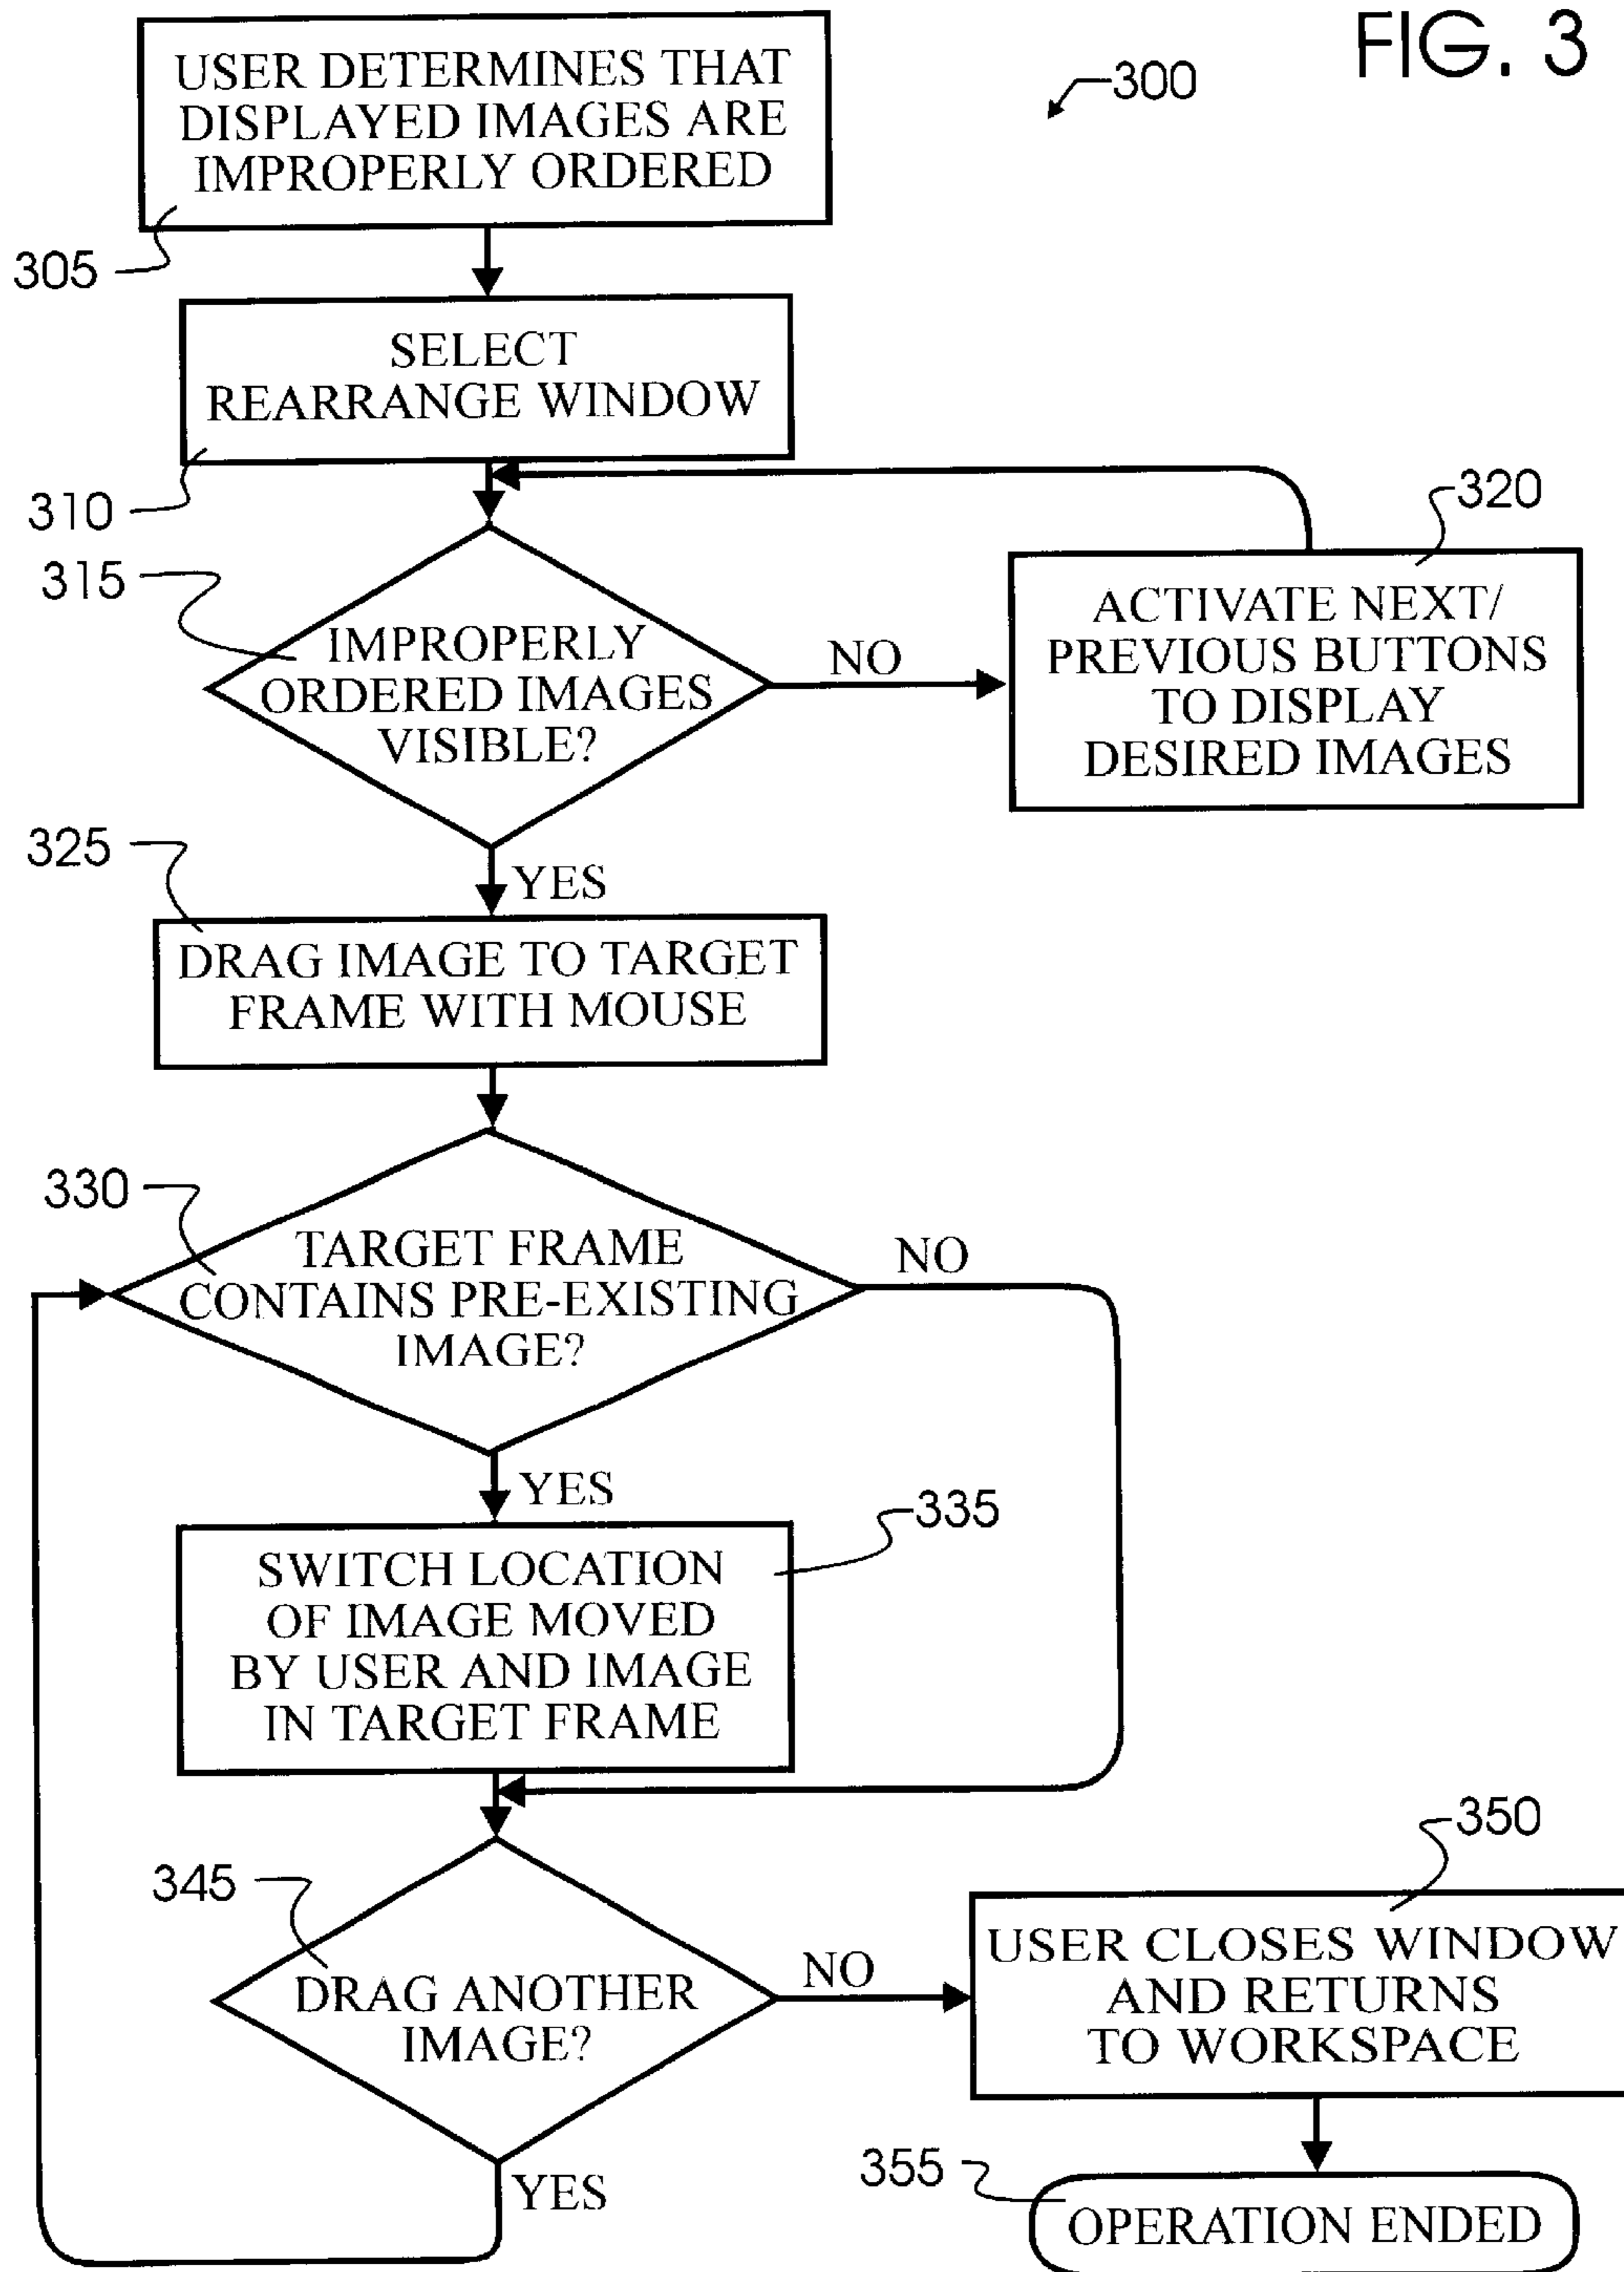 FIG. 3
300
USER DETERMINES THAT
DISPLAYED IMAGES ARE
IMPROPERLY ORDERED
305
SELECT
REARRANGE WINDOW
310
315
IMPROPERLY
ORDERED IMAGES
VISIBLE?
NO
320
ACTIVATE NEXT/
PREVIOUS BUTTONS
TO DISPLAY
DESIRED IMAGES
YES
325
DRAG IMAGE TO TARGET
FRAME WITH MOUSE
330
TARGET FRAME
CONTAINS PRE-EXISTING
IMAGE?
NO
YES
335
SWITCH LOCATION
OF IMAGE MOVED
BY USER AND IMAGE
IN TARGET FRAME
345
DRAG ANOTHER
IMAGE?
NO
350
USER CLOSES WINDOW
AND RETURNS
TO WORKSPACE
YES
355
OPERATION ENDED